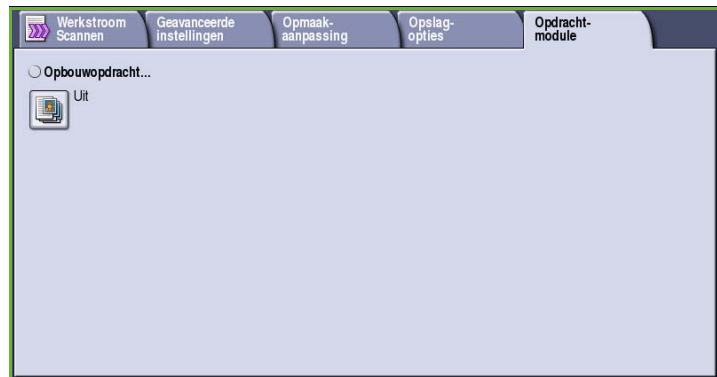 Werkstroom Scannen
Geavanceerde instellingen
Opmaak-aanpassing
Opslag-opties
Opdracht-module
Opbouwopdracht...
Uit